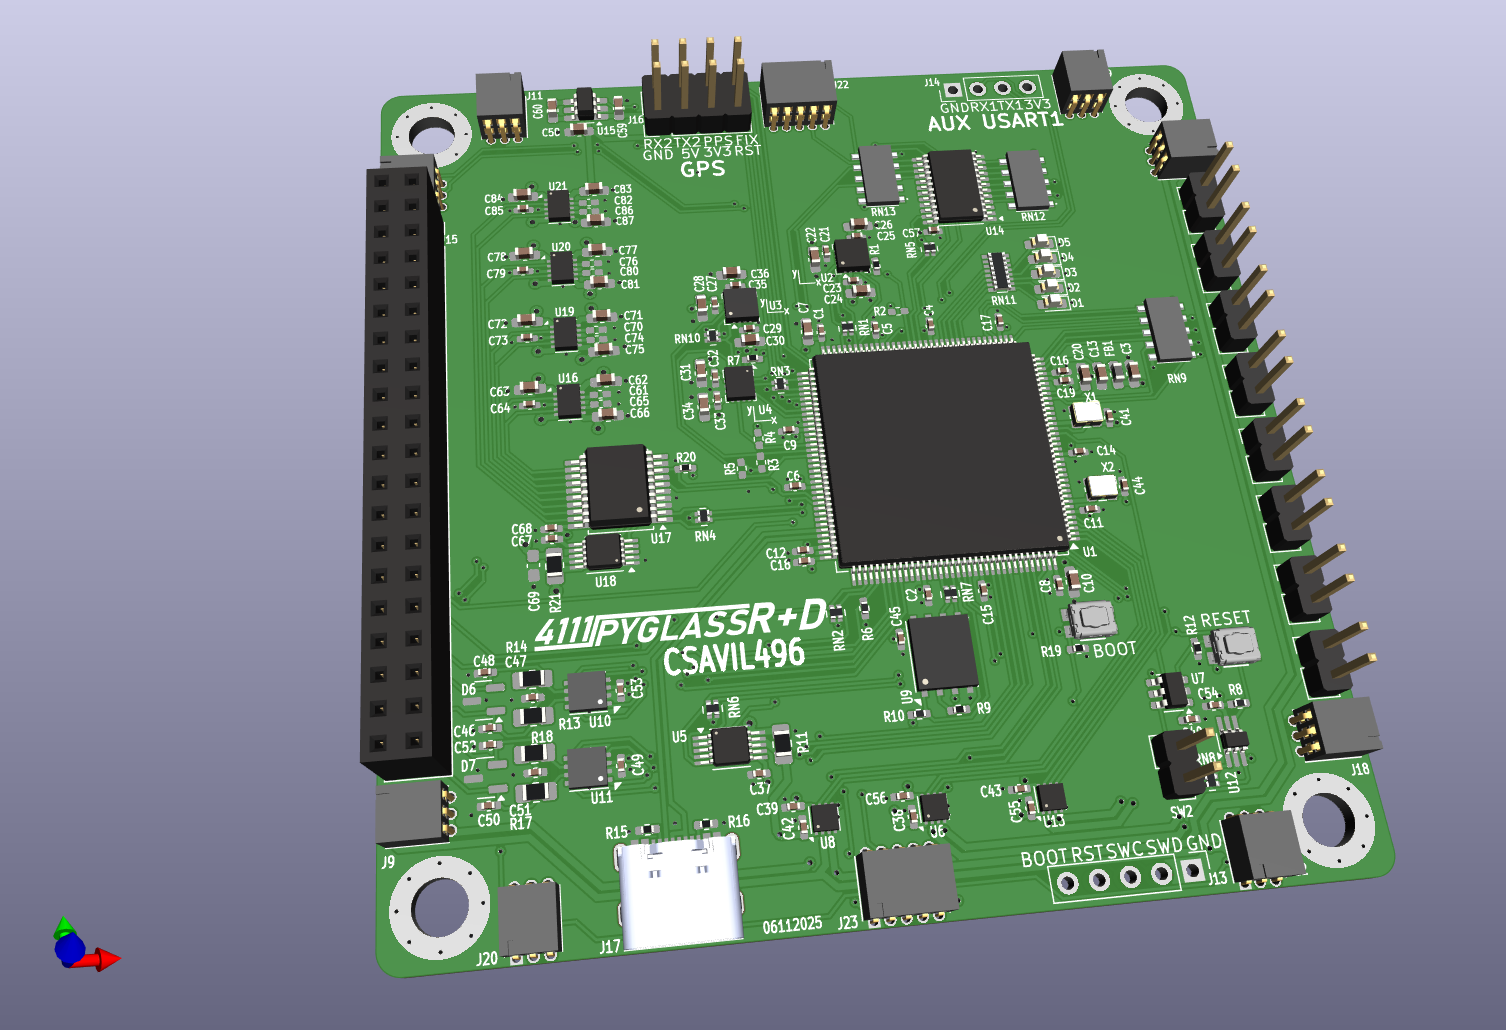 J11
C60
C58
U15
C59
J16
J22
J14
GND RX1 TX1 3V3
AUX USART1
RX2 TX2 PPS FIX
GND 5V 3V3 RST
GPS
J15
C84
C85
U21
C83
C82
C86
C87
C78
C79
U20
C77
C76
C80
C81
C72
C73
U19
C71
C70
C74
C75
C63
C64
U16
C62
C61
C65
C66
RN13
U14
RN12
C57
RN5
C26
C25
C22
C21
R1
U2
y
x
C23
C24
RN11
D5
D4
D3
D2
D1
RN9
C28
C27
C36
C35
y
U3
x
C29
C30
RN10
C7
C1
RN1
C5
R2
C4
C17
C31
C32
R7
RN3
C34
C33
y
U4
x
R4
R3
R5
C9
C6
C16
C19
C20
C13
FB1
C3
X1
C41
C14
X2
C44
C11
U1
R20
U17
RN4
C68
C67
U18
C69
R21
C12
C18
4111 PYGLASS R+D
CSAVIL496
C2
RN7
C15
C8
C10
RN2
R6
C45
U9
R10
R9
R19
BOOT
RESET
R12
U7
C54
R8
U12
SW2
J18
R14
C48
C47
D6
C53
R13
U10
C46
C52
R18
D7
C49
C51
U11
C50
R17
RN6
U5
R11
C37
C39
C42
U8
C56
U6
C43
C55
J9
R15
R16
BOOT RST SWC SWD GND
J13
J20
J17
06112025
J23